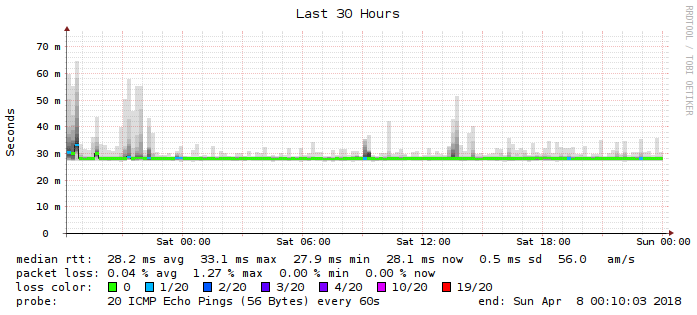 Last 30 Hours
RRDTOOL / TOBI OETIKER
Seconds
70 m
60 m
50 m
40 m
30 m
20 m
10 m
0
Sat 00:00 Sat 06:00 Sat 12:00 Sat 18:00 Sun 00:00
median rtt: 28.2 ms avg 33.1 ms max 27.9 ms min 28.1 ms now 0.5 ms sd 56.0 am/s
packet loss: 0.04 % avg 1.27 % max 0.00 % min 0.00 % now
loss color: 0 1/20 2/20 3/20 4/20 10/20 19/20
probe: 20 ICMP Echo Pings (56 Bytes) every 60s end: Sun Apr 8 00:10:03 2018